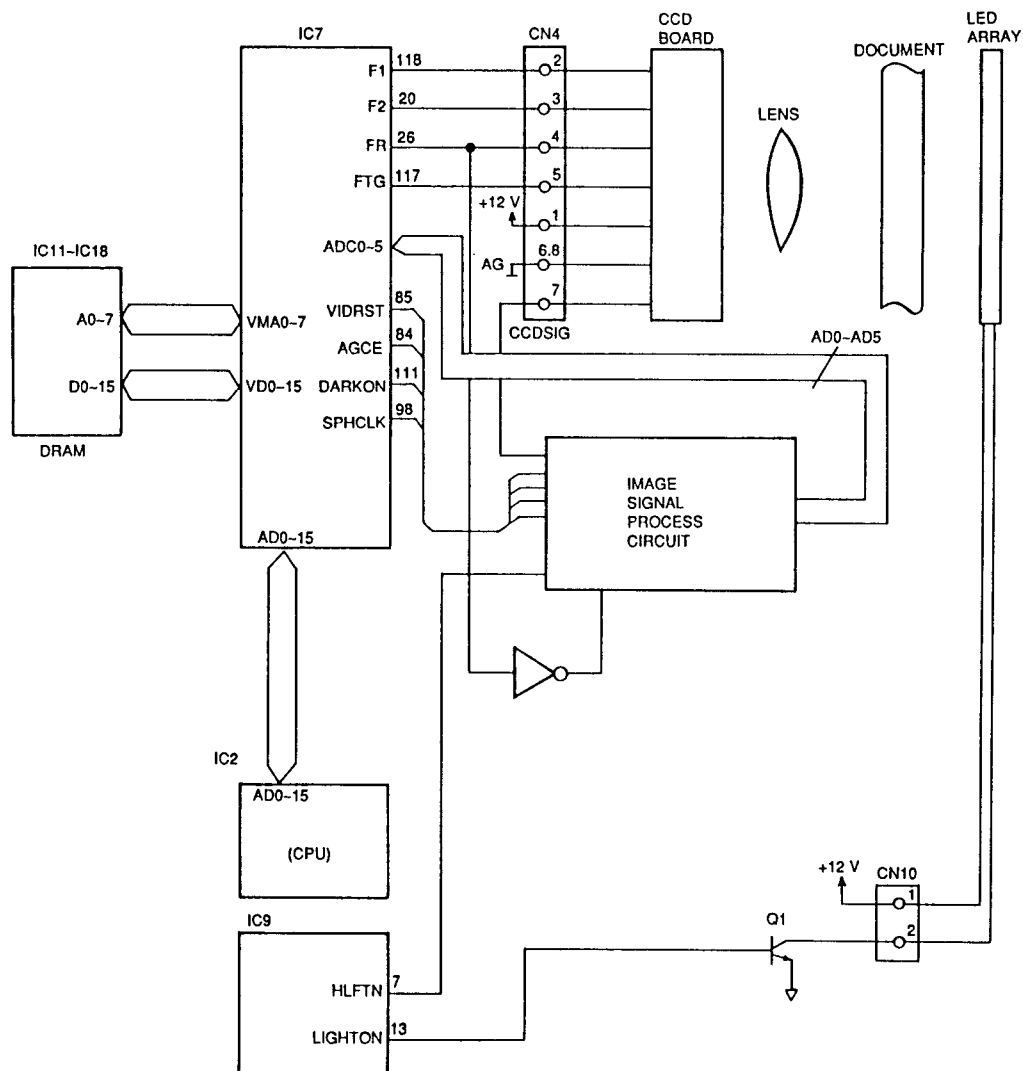 IC7
CN4
CCD
BOARD
LED
ARRAY
DOCUMENT
LENS
F1
118
2
F2
20
3
FR
26
4
FTG
117
5
+12 V
1
ADC0~5
AG
6.8
7
CCDSIG
IC11~IC18
A0~7
VMA0~7
D0~15
VD0~15
DRAM
VIDRST
85
AGCE
84
DARKON
111
SPHCLK
98
AD0~AD5
IMAGE
SIGNAL
PROCESS
CIRCUIT
AD0~15
IC2
AD0~15
(CPU)
IC9
HLFTN
7
LIGHTON
13
Q1
+12 V
CN10
1
2